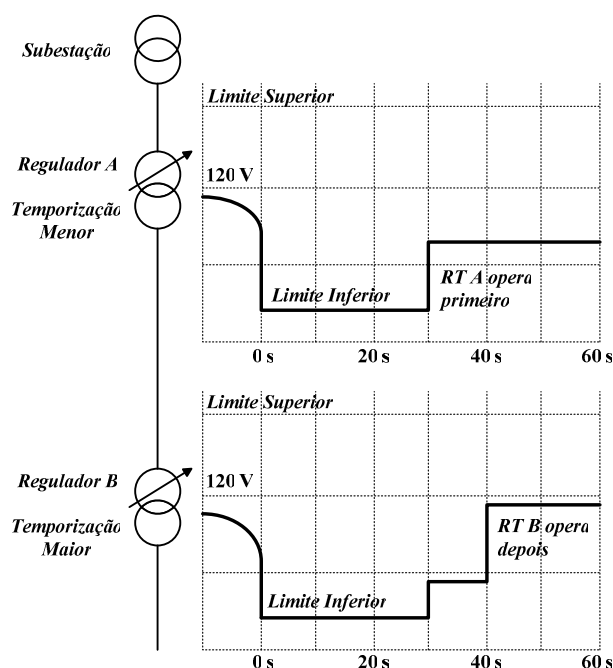 Subestação
Limite Superior
Regulador A
120 V
Temporização
Menor
Limite Inferior
RT A opera
primeiro
0 s 20 s 40 s 60 s
Limite Superior
Regulador B
120 V
Temporização
Maior
RT B opera
depois
Limite Inferior
0 s 20 s 40 s 60 s